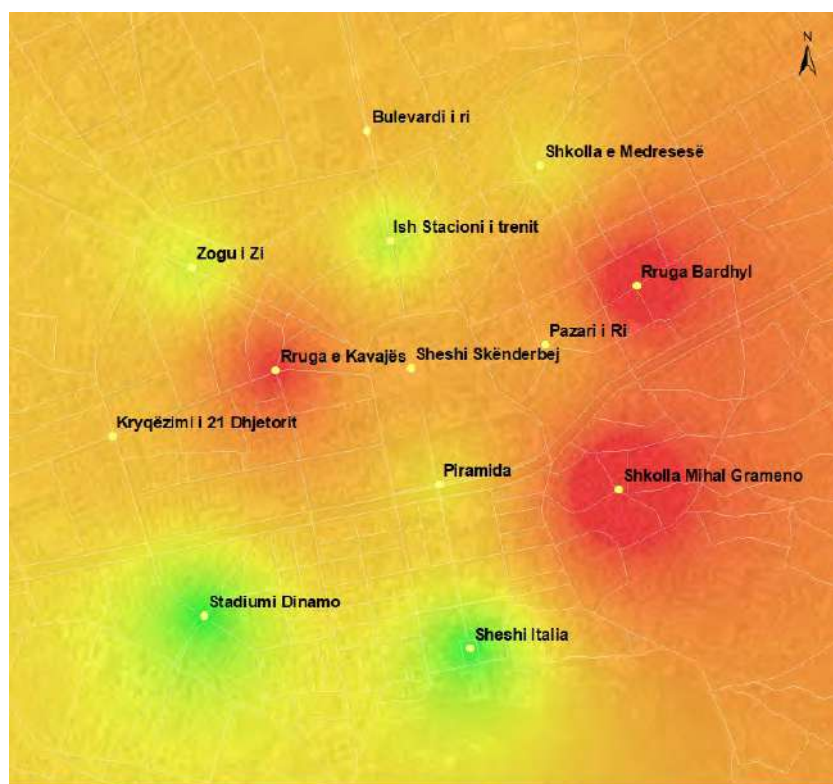 N
Bulevardi i ri
Shkolla e Medresesë
Ish Stacioni i trenit
Zogu i Zi
Rruga Bardhyl
Pazari i Ri
Rruga e Kavajës
Sheshi Skënderbej
Kryqëzimi i 21 Dhjetorit
Piramida
Shkolla Mihal Grameno
Stadiumi Dinamo
Sheshi Italia